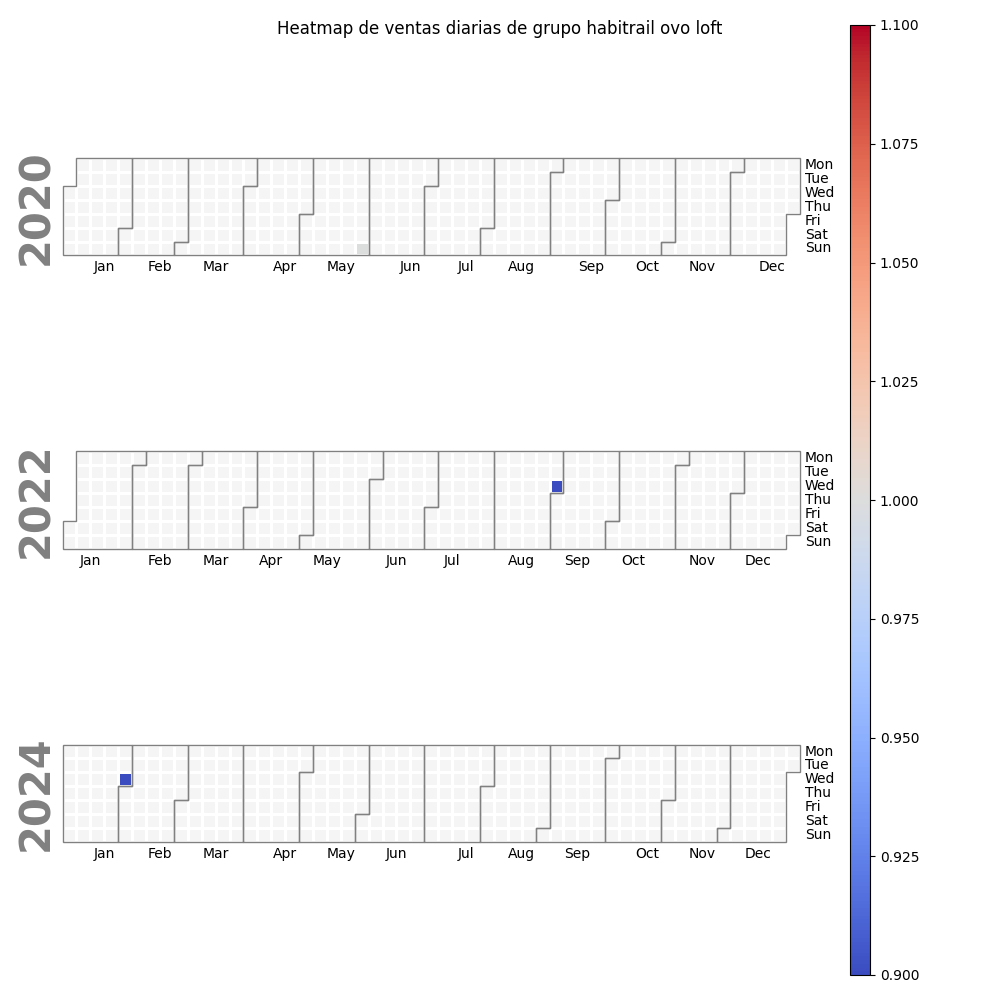 Heatmap de ventas diarias de grupo habitrail ovo loft
2020
Mon
Tue
Wed
Thu
Fri
Sat
Sun
Jan Feb Mar Apr May Jun Jul Aug Sep Oct Nov Dec
2022
Mon
Tue
Wed
Thu
Fri
Sat
Sun
Jan Feb Mar Apr May Jun Jul Aug Sep Oct Nov Dec
2024
Mon
Tue
Wed
Thu
Fri
Sat
Sun
Jan Feb Mar Apr May Jun Jul Aug Sep Oct Nov Dec
1.100
1.075
1.050
1.025
1.000
0.975
0.950
0.925
0.900